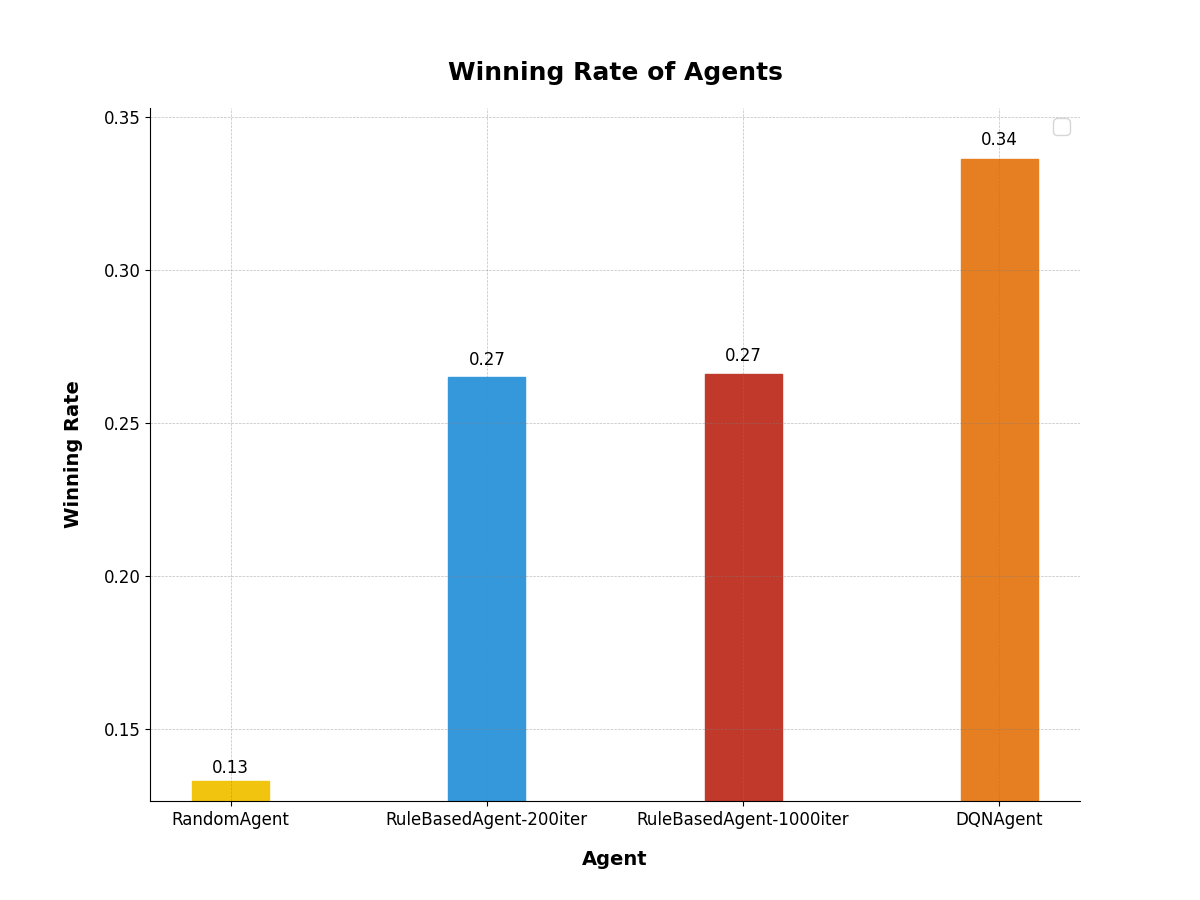 Winning Rate of Agents
0.35
0.30
0.25
0.20
0.15
Winning Rate
0.13
0.27
0.27
0.34
RandomAgent
RuleBasedAgent-200iter
RuleBasedAgent-1000iter
DQNAgent
Agent